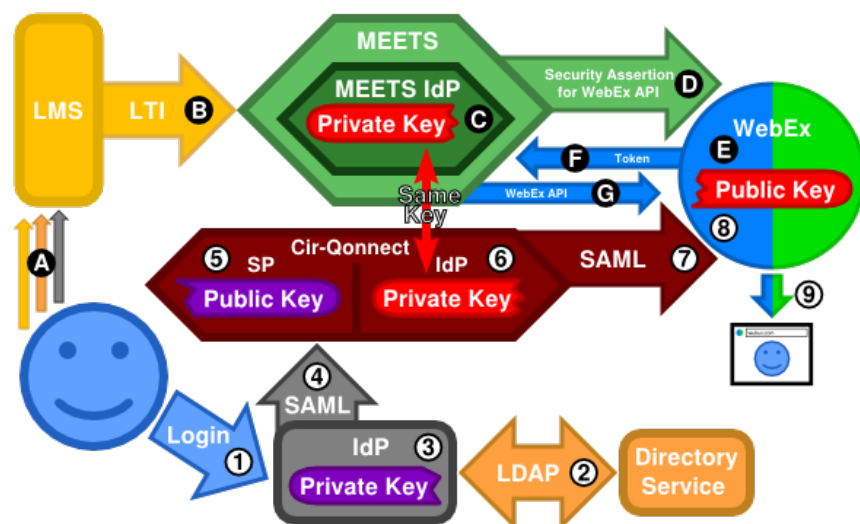 MEETS
MEETS IdP
Private Key
C
LMS
LTI
B
Security Assertion
for WebEx API
D
WebEx
E
Public Key
8
F
Token
WebEx API
G
Same
Key
A
Cir-Qonnect
5
SP
Public Key
IdP
6
Private Key
SAML
7
9
4
SAML
Login
1
IdP
3
Private Key
LDAP
2
Directory
Service